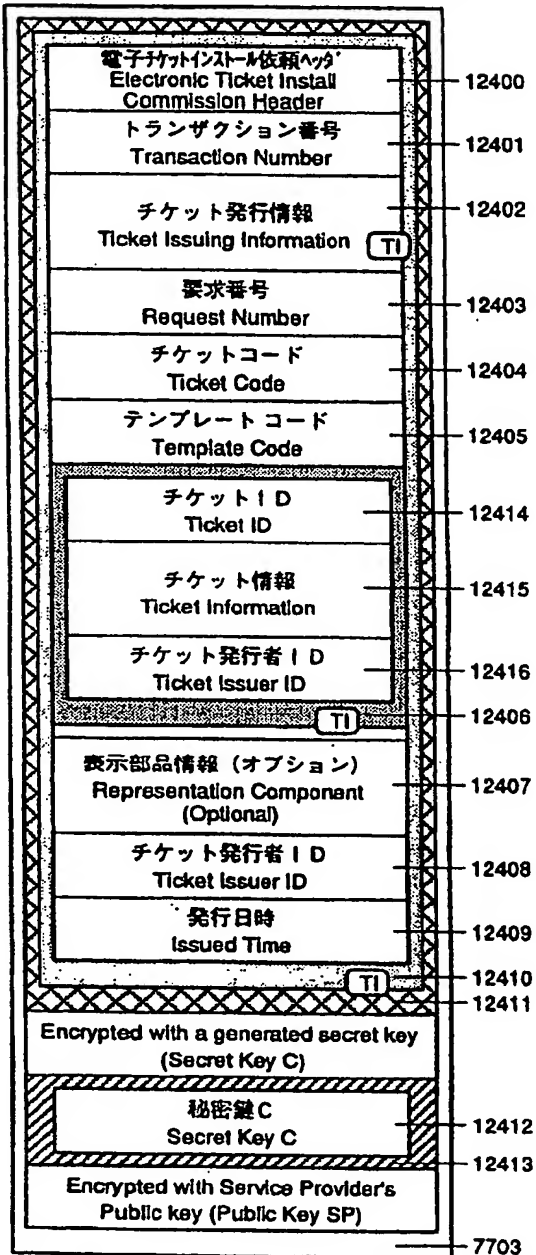 電子チケットインストール依頼ヘッダ
Electronic Ticket Install
Commission Header
12400
トランザクション番号
Transaction Number
12401
チケット発行情報
Ticket Issuing Information
TI
12402
要求番号
Request Number
12403
チケットコード
Ticket Code
12404
テンプレート コード
Template Code
12405
チケットID
Ticket ID
12414
チケット情報
Ticket Information
12415
チケット発行者ID
Ticket Issuer ID
12416
TI
12406
表示部品情報（オプション）
Representation Component
(Optional)
12407
チケット発行者ID
Ticket Issuer ID
12408
発行日時
Issued Time
12409
TI
12410
12411
Encrypted with a generated secret key
(Secret Key C)
秘密鍵C
Secret Key C
12412
12413
Encrypted with Service Provider's
Public key (Public Key SP)
7703